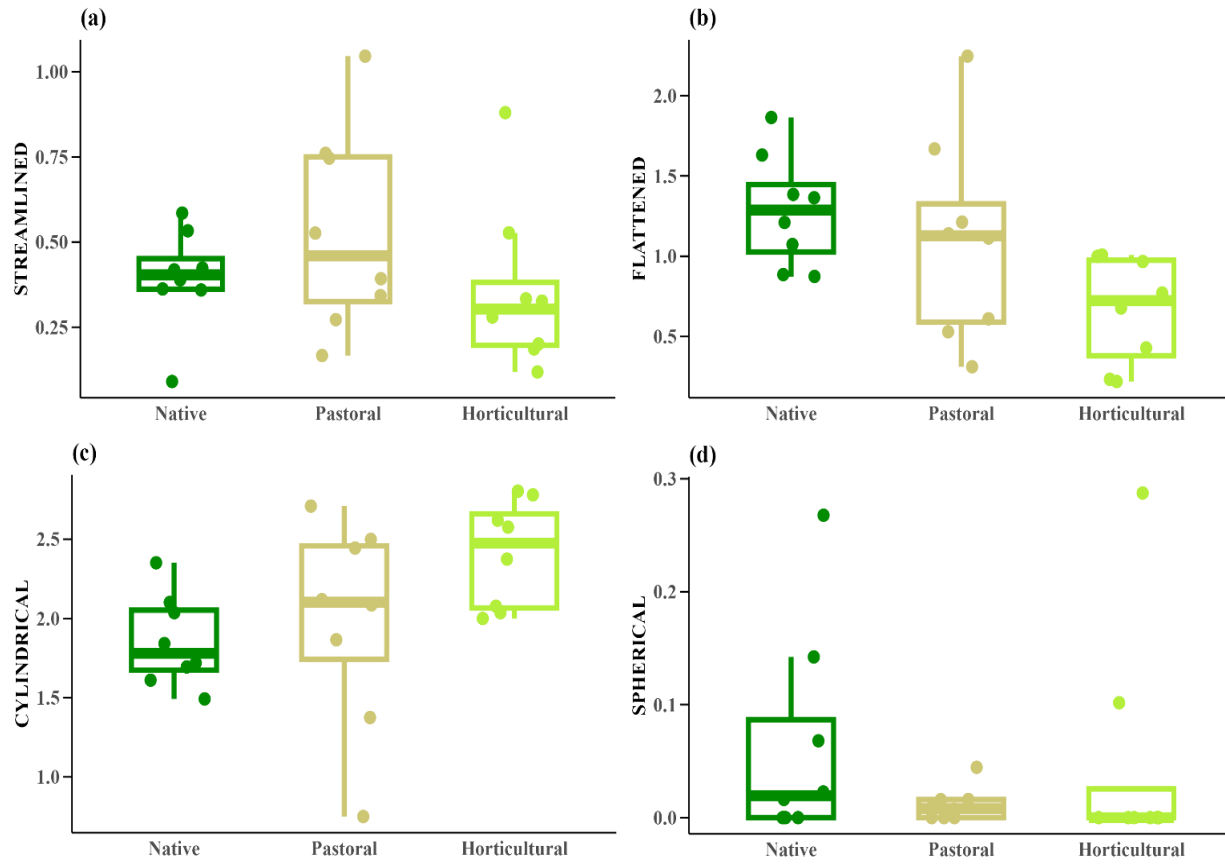 (a)
STREAMLINED
1.00
0.75
0.50
0.25
Native Pastoral Horticultural
(b)
FLATTENED
2.0
1.5
1.0
0.5
Native Pastoral Horticultural
(c)
CYLINDRICAL
2.5
2.0
1.5
1.0
Native Pastoral Horticultural
(d)
SPHERICAL
0.3
0.2
0.1
0.0
Native Pastoral Horticultural